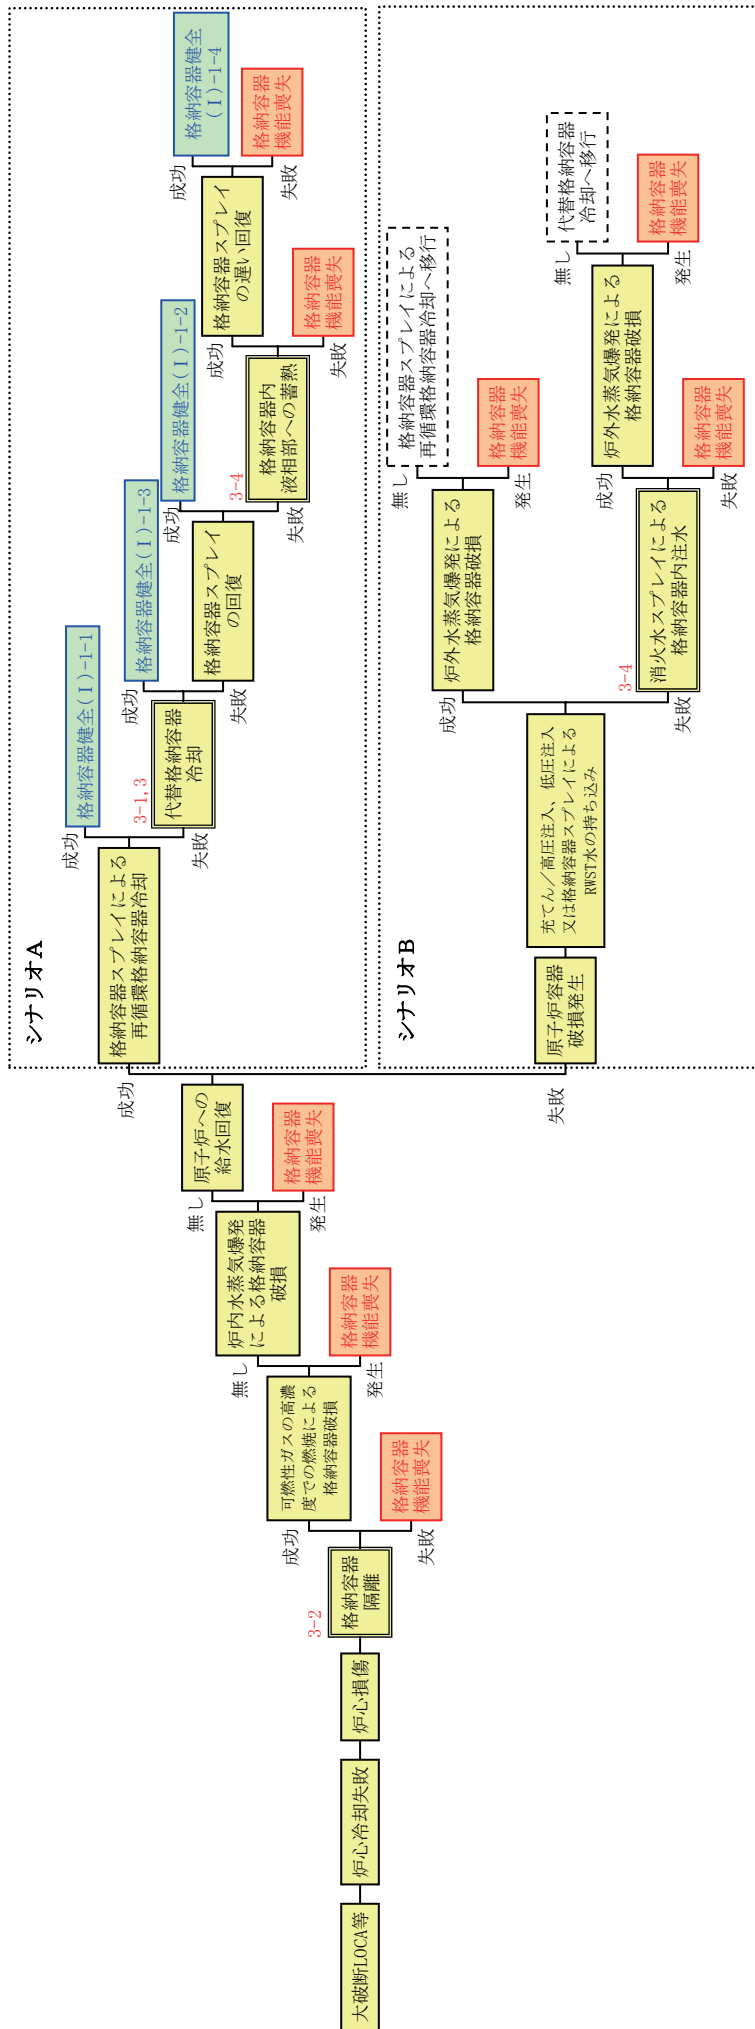 大破断LOCA等
炉心冷却失敗
炉心損傷
3-2
格納容器
隔離
成功
失敗
格納容器
機能喪失
可燃性ガスの高濃
度での燃焼による
格納容器破損
無し
発生
格納容器
機能喪失
炉内水蒸気爆発
による格納容器
破損
無し
発生
格納容器
機能喪失
原子炉への
給水回復
成功
失敗
シナリオA
格納容器スプレイによる
再循環格納容器冷却
成功
失敗
格納容器健全(Ⅰ)-1-1
3-1,3
代替格納容器
冷却
成功
失敗
格納容器健全(Ⅰ)-1-3
格納容器スプレイ
の回復
成功
失敗
格納容器健全(Ⅰ)-1-2
3-4
格納容器内
液相部への蓄熱
成功
失敗
格納容器
機能喪失
格納容器スプレイ
の遅い回復
成功
失敗
格納容器健全
(Ⅰ)-1-4
格納容器
機能喪失
シナリオB
原子炉容器
破損発生
充てん/高圧注入、低圧注入
又は格納容器スプレイによる
RWST水の持ち込み
成功
失敗
炉外水蒸気爆発による
格納容器破損
無し
発生
格納容器スプレイによる
再循環格納容器冷却へ移行
格納容器
機能喪失
3-4
消火水スプレイによる
格納容器内注水
成功
失敗
格納容器
機能喪失
炉外水蒸気爆発による
格納容器破損
無し
発生
代替格納容器
冷却へ移行
格納容器
機能喪失